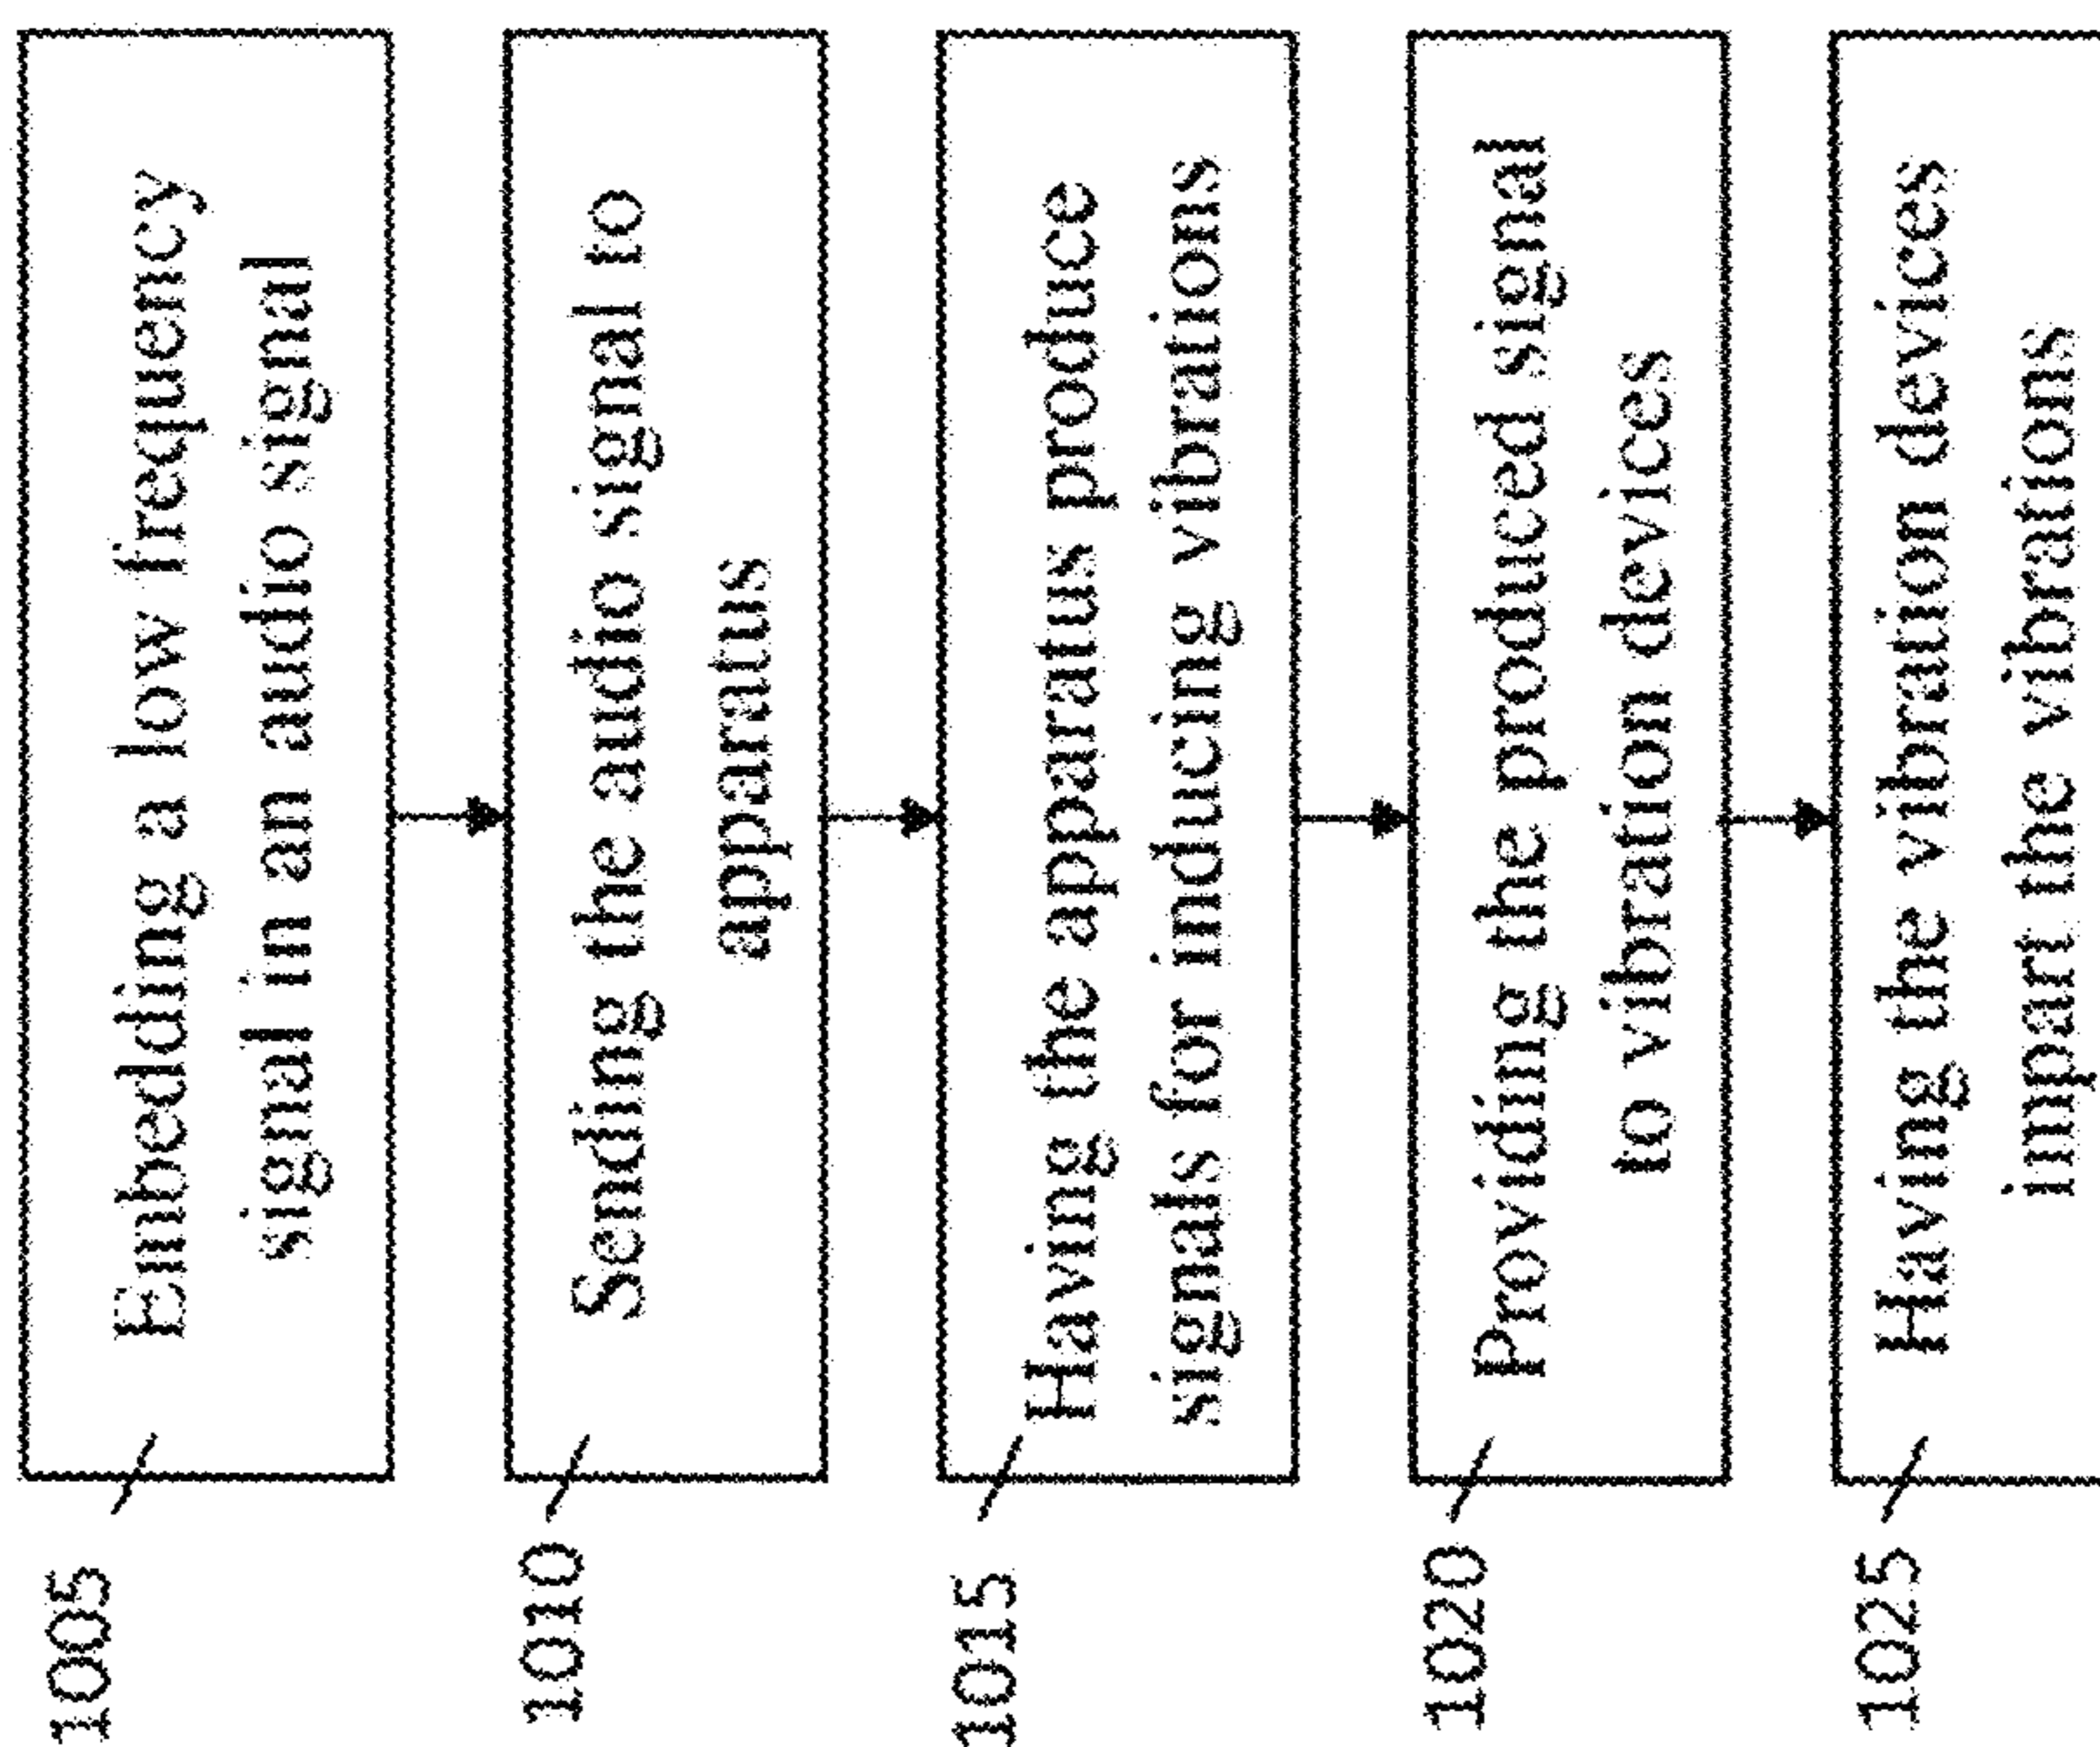 1005
Embedding a low frequency
signal in an audio signal
1010
Sending the audio signal to
apparatus
1015
Having the apparatus produce
signals for inducing vibrations
1020
Providing the produced signal
to vibration devices
1025
Having the vibration devices
impart the vibrations